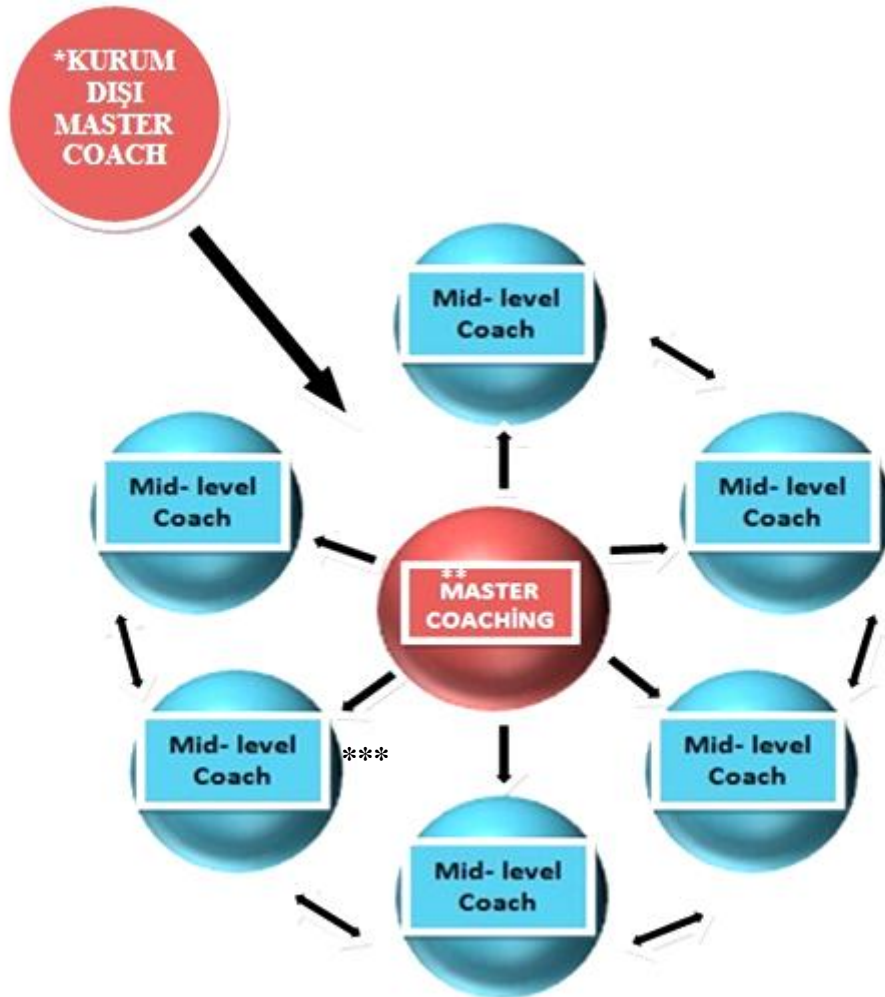 *KURUM
DIŞI
MASTER
COACH
Mid- level
Coach
Mid- level
Coach
Mid- level
Coach
**
MASTER
COACHİNG
Mid- level
Coach
***
Mid- level
Coach
Mid- level
Coach